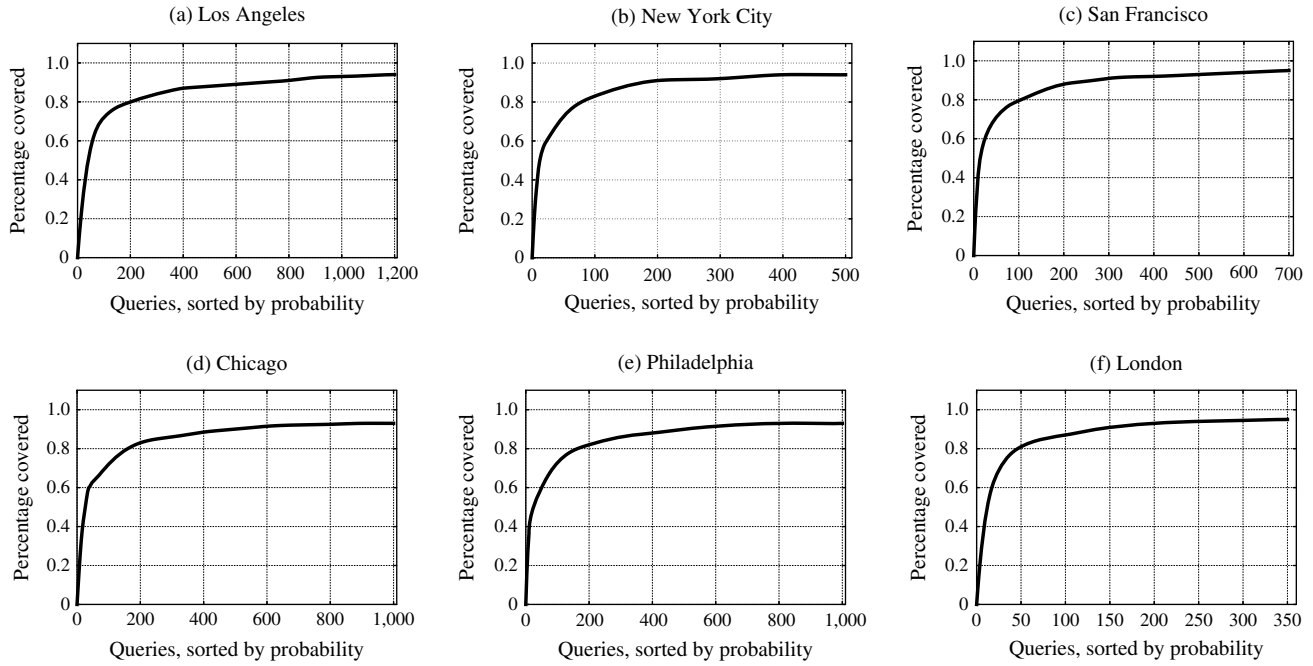 (a) Los Angeles
Percentage covered
1.0
0.8
0.6
0.4
0.2
0
0 200 400 600 800 1,000 1,200
Queries, sorted by probability
(b) New York City
Percentage covered
1.0
0.8
0.6
0.4
0.2
0
0 100 200 300 400 500
Queries, sorted by probability
(c) San Francisco
Percentage covered
1.0
0.8
0.6
0.4
0.2
0
0 100 200 300 400 500 600 700
Queries, sorted by probability
(d) Chicago
Percentage covered
1.0
0.8
0.6
0.4
0.2
0
0 200 400 600 800 1,000
Queries, sorted by probability
(e) Philadelphia
Percentage covered
1.0
0.8
0.6
0.4
0.2
0
0 200 400 600 800 1,000
Queries, sorted by probability
(f) London
Percentage covered
1.0
0.8
0.6
0.4
0.2
0
0 50 100 150 200 250 300 350
Queries, sorted by probability